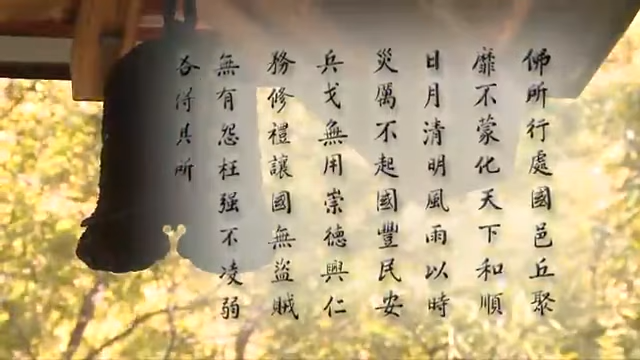 佛所行處國邑丘聚
靡不蒙化天下和順
日月清明風雨以時
災厲不起國豐民安
兵戈無用崇德興仁
務修禮讓國無盜賊
無有怨枉强不凌弱
各得其所